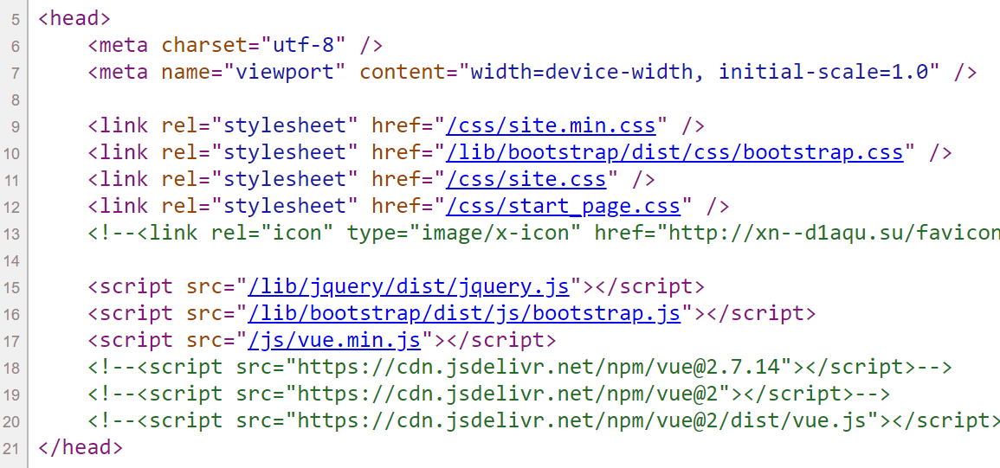 5 <head>
6 <meta charset="utf-8" />
7 <meta name="viewport" content="width=device-width, initial-scale=1.0" />
8
9 <link rel="stylesheet" href="/css/site.min.css" />
10 <link rel="stylesheet" href="/lib/bootstrap/dist/css/bootstrap.css" />
11 <link rel="stylesheet" href="/css/site.css" />
12 <link rel="stylesheet" href="/css/start_page.css" />
13 <!--<link rel="icon" type="image/x-icon" href="http://xn--d1aqu.su/favicon
14
15 <script src="/lib/jquery/dist/jquery.js"></script>
16 <script src="/lib/bootstrap/dist/js/bootstrap.js"></script>
17 <script src="/js/vue.min.js"></script>
18 <!--<script src="https://cdn.jsdelivr.net/npm/vue@2.7.14"></script>-->
19 <!--<script src="https://cdn.jsdelivr.net/npm/vue@2"></script>-->
20 <!--<script src="https://cdn.jsdelivr.net/npm/vue@2/dist/vue.js"></script>
21 </head>